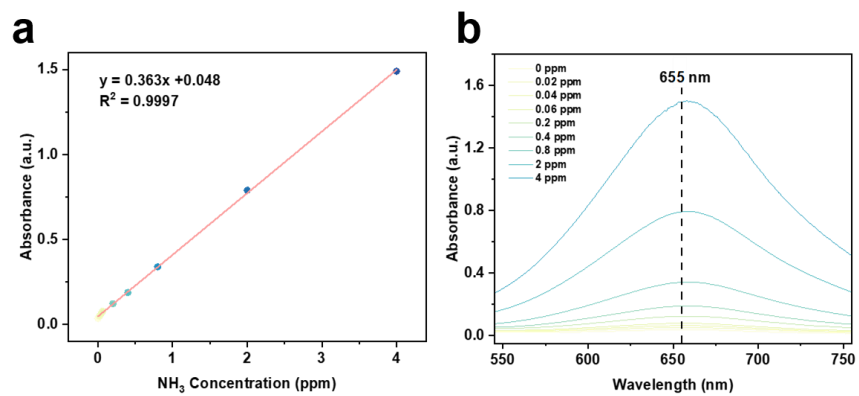 a
y = 0.363x +0.048
R² = 0.9997
1.5
1.0
0.5
0.0
0
1
2
3
4
Absorbance (a.u.)
NH₃ Concentration (ppm)
b
0 ppm
0.02 ppm
0.04 ppm
0.06 ppm
0.2 ppm
0.4 ppm
0.8 ppm
2 ppm
4 ppm
655 nm
1.6
1.2
0.8
0.4
0.0
550
600
650
700
750
Absorbance (a.u.)
Wavelength (nm)